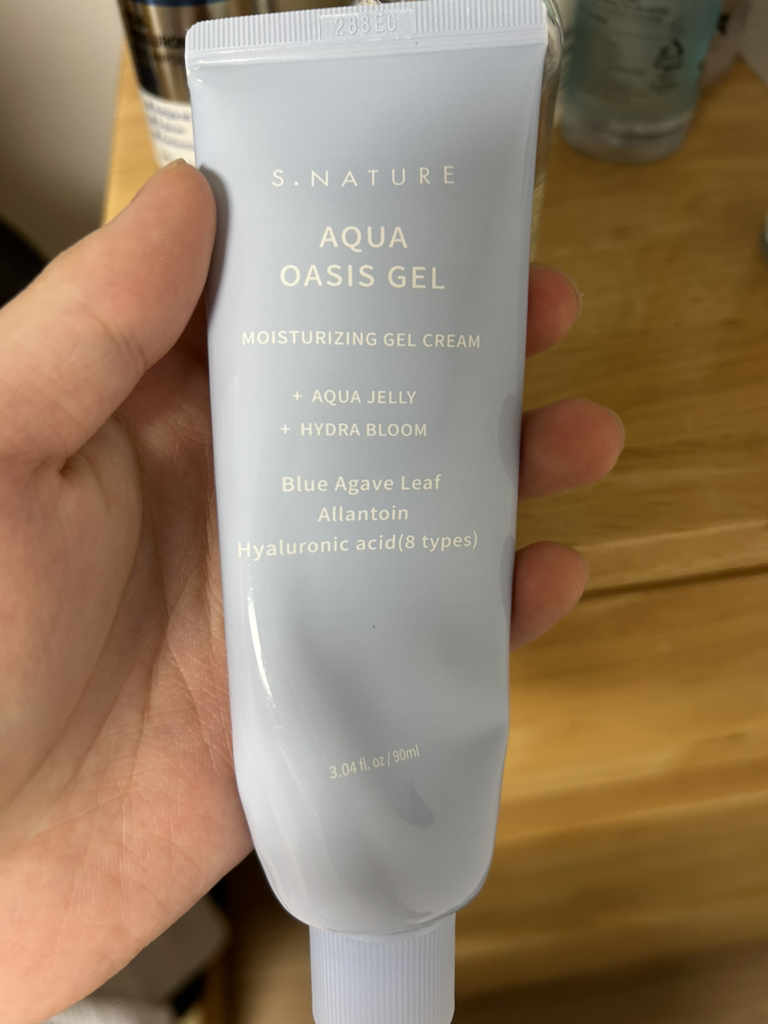 288EG
S.NATURE
AQUA
OASIS GEL
MOISTURIZING GEL CREAM
+ AQUA JELLY
+ HYDRA BLOOM
Blue Agave Leaf
Allantoin
Hyaluronic acid(8 types)
3.04 fl. oz / 90ml